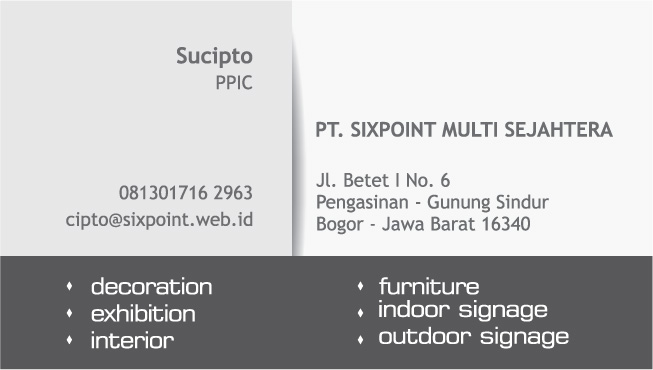 Sucipto
PPIC
081301716 2963
cipto@sixpoint.web.id
PT. SIXPOINT MULTI SEJAHTERA
Jl. Betet I No. 6
Pengasinan - Gunung Sindur
Bogor - Jawa Barat 16340
decoration
exhibition
interior
furniture
indoor signage
outdoor signage